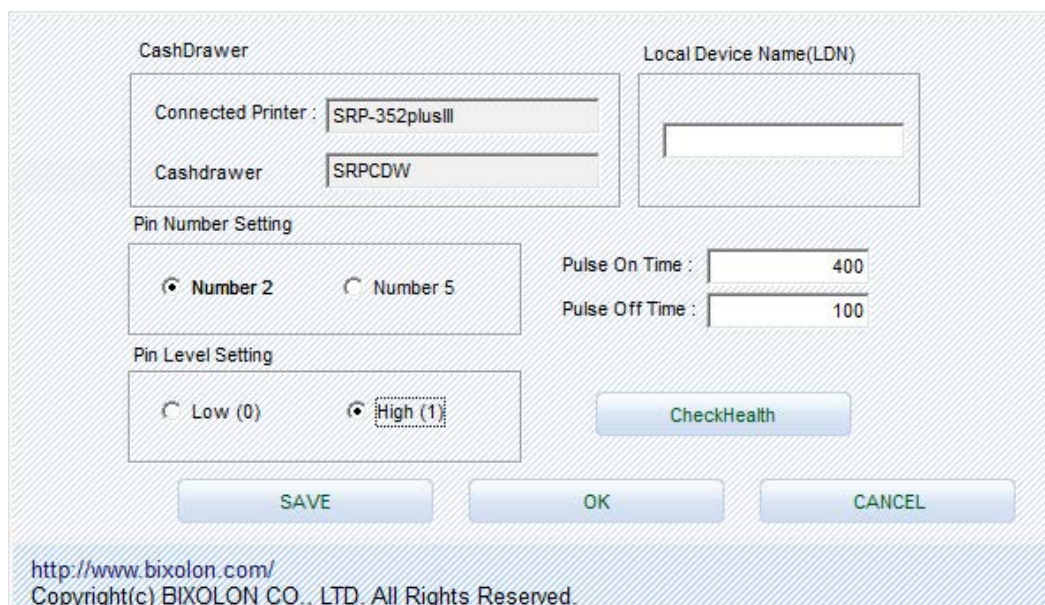 CashDrawer
Local Device Name(LDN)
Connected Printer : SRP-352plusIII
Cashdrawer SRPCDW
Pin Number Setting
Number 2 Number 5
Pulse On Time : 400
Pulse Off Time : 100
Pin Level Setting
Low (0) High (1)
CheckHealth
SAVE OK CANCEL
http://www.bixolon.com/
Copyright(c) BIXOLON CO., LTD. All Rights Reserved.